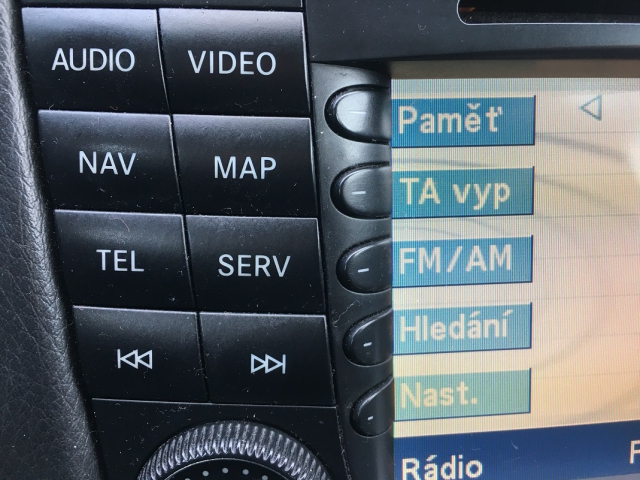 AUDIO VIDEO
NAV MAP
TEL SERV
Paměť
TA vyp
FM/AM
Hledání
Nast.
Rádio F